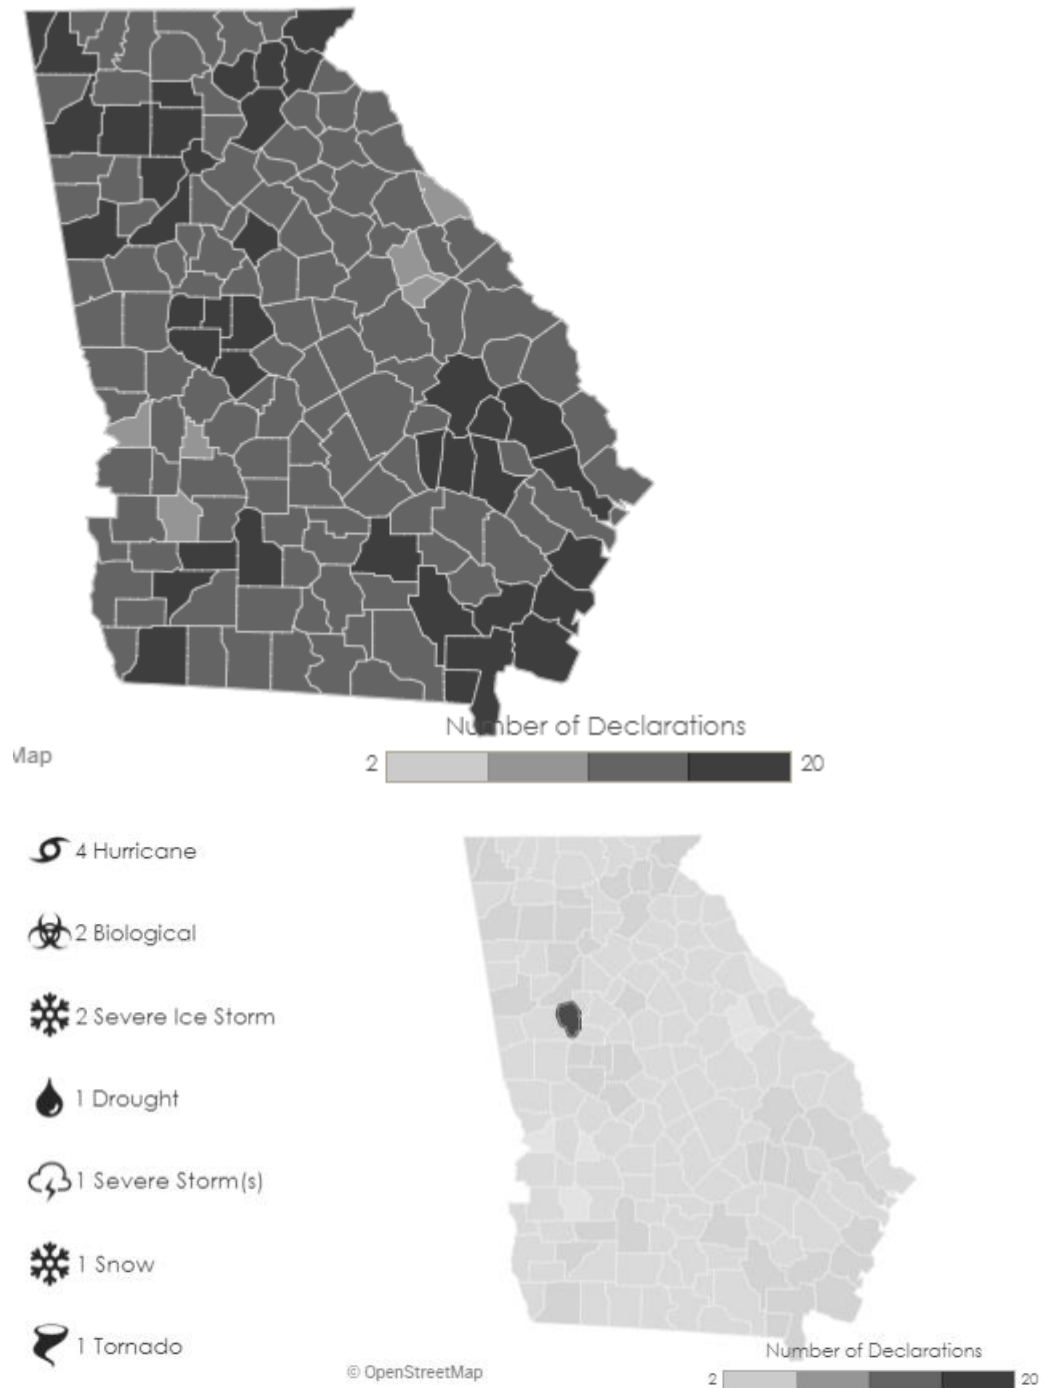 Number of Declarations
Map
2
20
4 Hurricane
2 Biological
2 Severe Ice Storm
1 Drought
1 Severe Storm(s)
1 Snow
1 Tornado
© OpenStreetMap
Number of Declarations
2
20